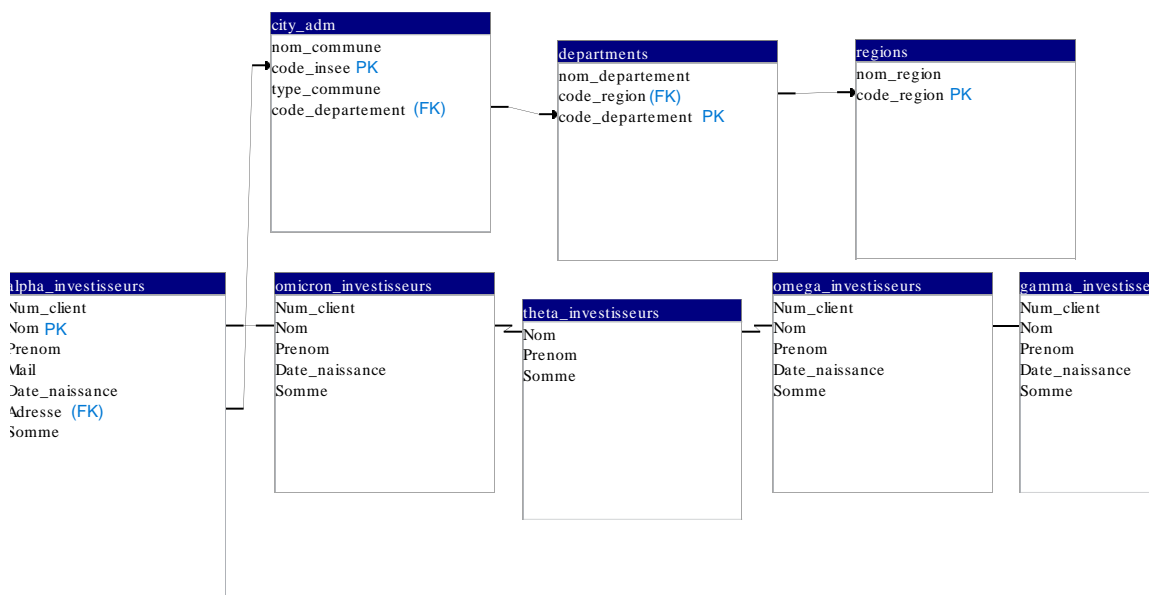 city_adm
nom_commune
code_insee PK
type_commune
code_departement (FK)
departments
nom_departement
code_region (FK)
code_departement PK
regions
nom_region
code_region PK
alpha_investisseurs
Num_client
Nom PK
Prenom
Mail
Date_naissance
Adresse (FK)
Somme
omicron_investisseurs
Num_client
Nom
Prenom
Date_naissance
Somme
theta_investisseurs
Nom
Prenom
Somme
omega_investisseurs
Num_client
Nom
Prenom
Date_naissance
Somme
gamma_investisse
Num_client
Nom
Prenom
Date_naissance
Somme